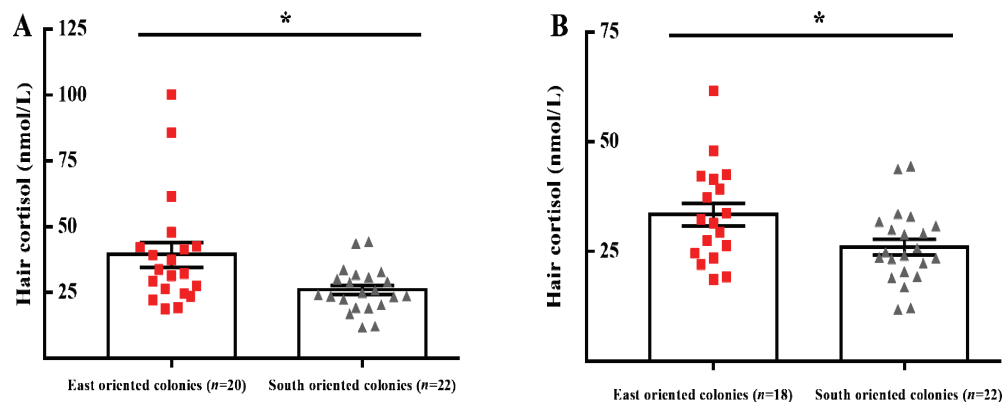 A
*
125
100
75
50
25
Hair cortisol (nmol/L)
East oriented colonies (n=20)
South oriented colonies (n=22)
B
*
75
50
25
Hair cortisol (nmol/L)
East oriented colonies (n=18)
South oriented colonies (n=22)